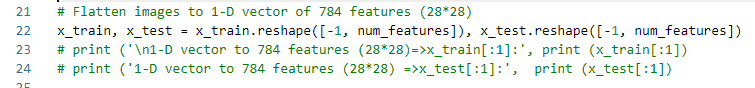 21 # Flatten images to 1-D vector of 784 features (28*28)
22 x_train, x_test = x_train.reshape([-1, num_features]), x_test.reshape([-1, num_features])
23 # print ('\n1-D vector to 784 features (28*28)=>x_train[:1]:', print (x_train[:1])
24 # print ('1-D vector to 784 features (28*28) =>x_test[:1]:',  print (x_test[:1])
25